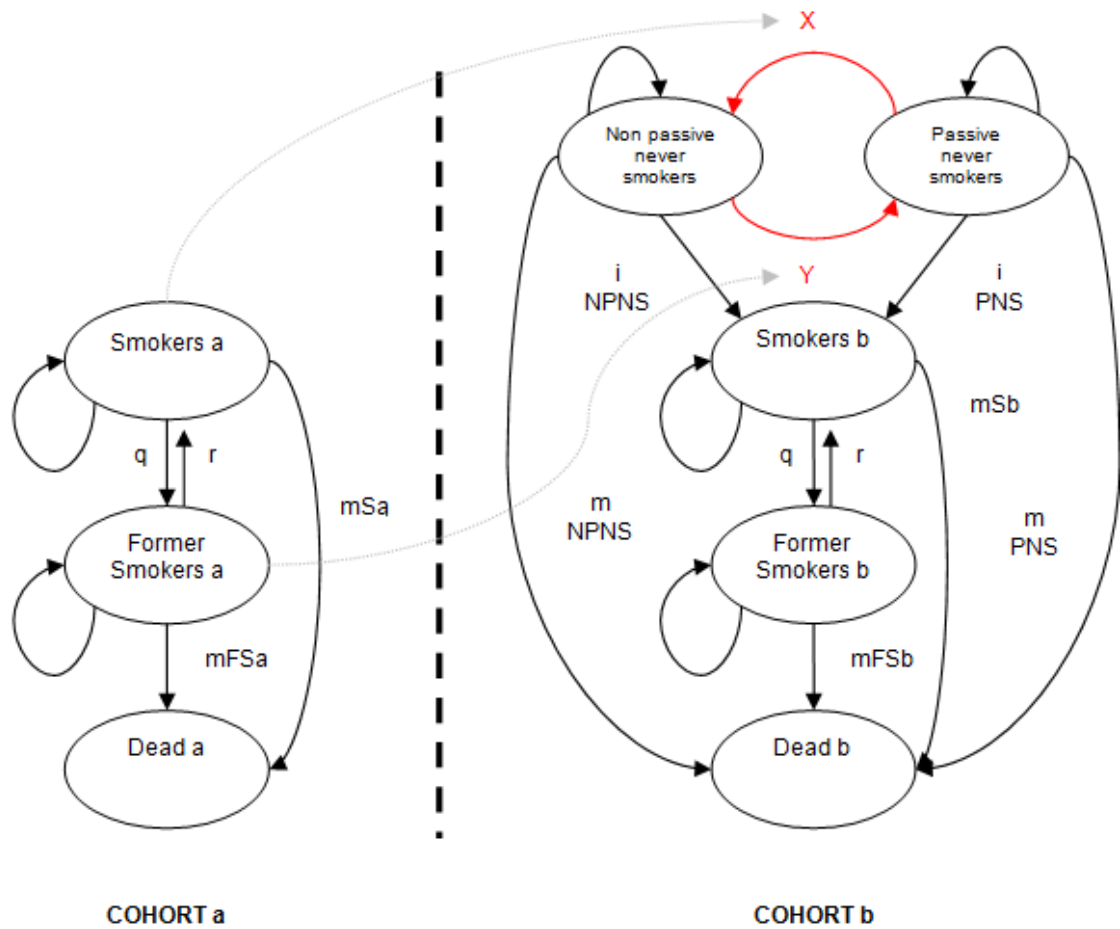 X
Non passive
never
smokers
Passive
never
smokers
i
NPNS
Y
i
PNS
Smokers a
Smokers b
mSb
q
r
q
r
mSa
m
NPNS
m
PNS
Former
Smokers a
Former
Smokers b
mFSa
mFSb
Dead a
Dead b
COHORT a
COHORT b